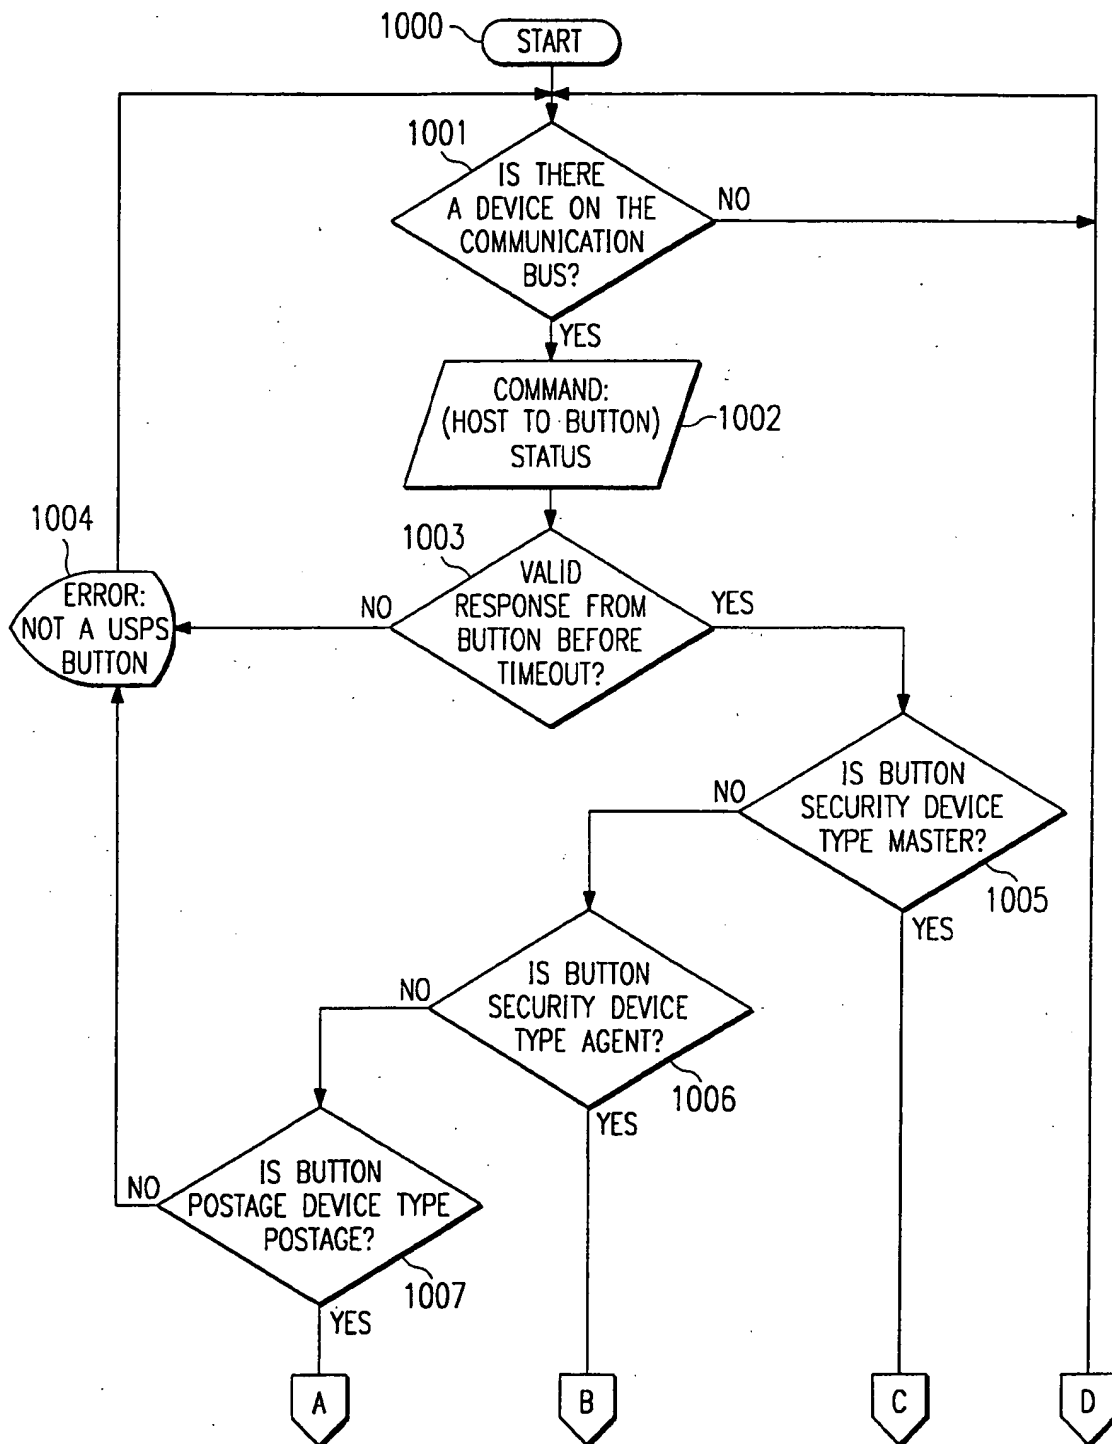 1000
START
1001
IS THERE
A DEVICE ON THE
COMMUNICATION
BUS?
NO
YES
COMMAND:
(HOST TO BUTTON)
STATUS
1002
1004
ERROR:
NOT A USPS
BUTTON
1003
NO
VALID
RESPONSE FROM
BUTTON BEFORE
TIMEOUT?
YES
NO
IS BUTTON
SECURITY DEVICE
TYPE MASTER?
1005
YES
NO
IS BUTTON
SECURITY DEVICE
TYPE AGENT?
1006
YES
NO
IS BUTTON
POSTAGE DEVICE TYPE
POSTAGE?
1007
YES
A
B
C
D